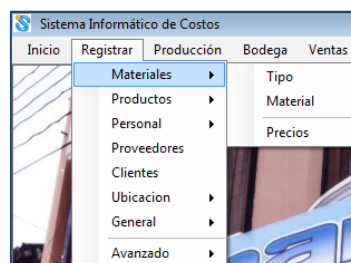 Sistema Informático de Costos
Inicio Registrar Producción Bodega Ventas
Materiales Tipo
Productos Material
Personal Precios
Proveedores
Clientes
Ubicacion
General
Avanzado